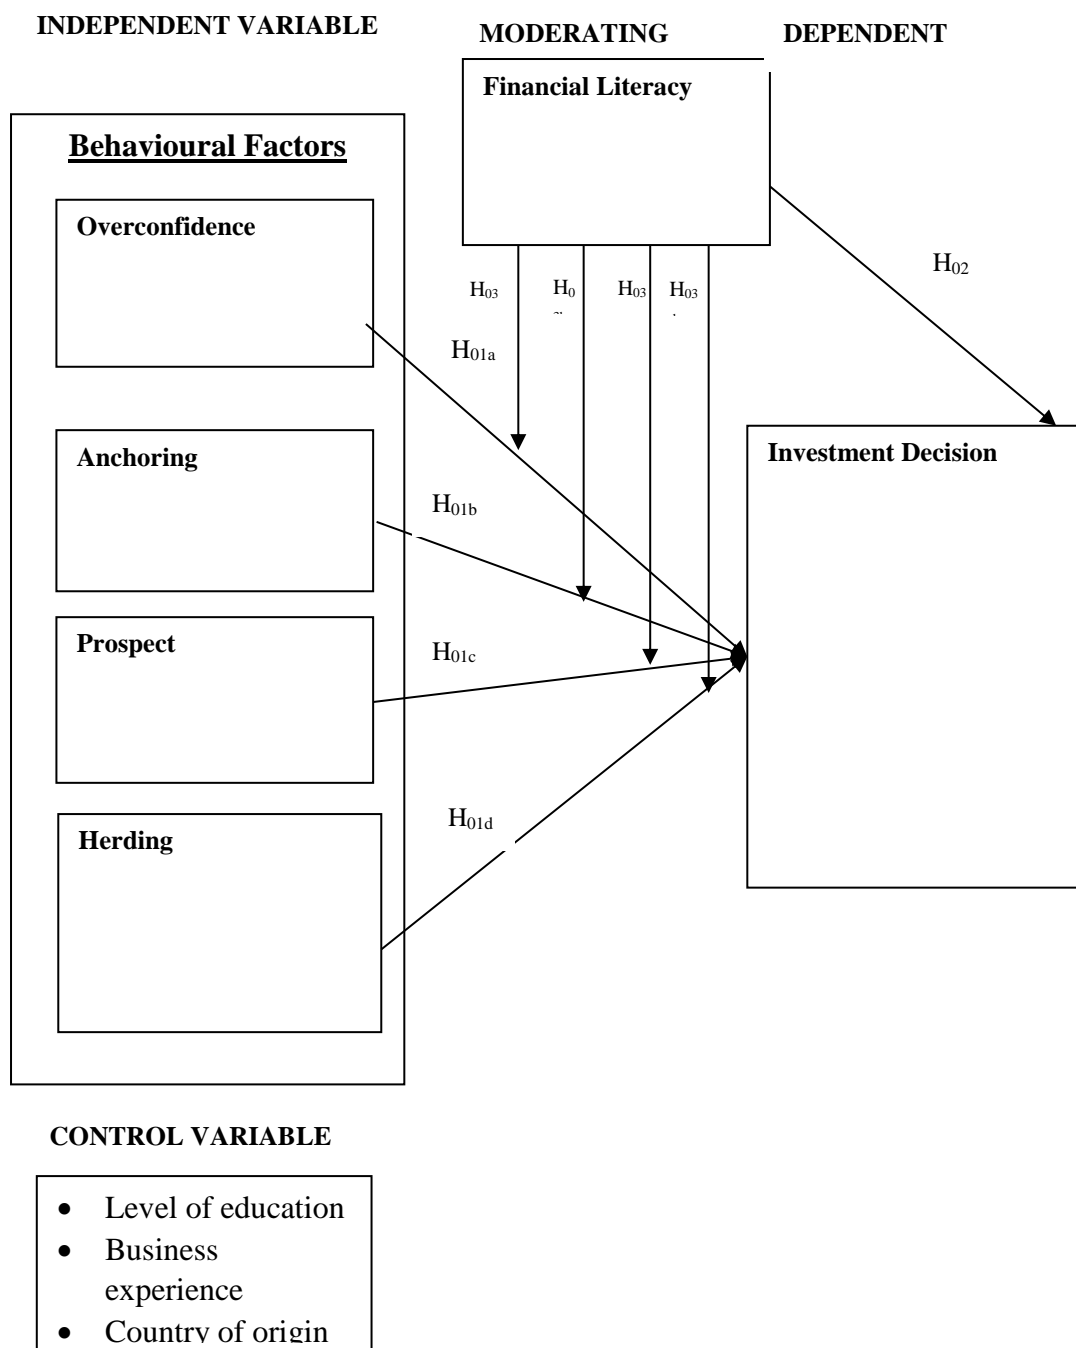 INDEPENDENT VARIABLE
MODERATING
DEPENDENT
Financial Literacy
Behavioural Factors
Overconfidence
H03
H0
H03
H03
H02
H01a
Anchoring
Investment Decision
H01b
Prospect
H01c
Herding
H01d
CONTROL VARIABLE
• Level of education
• Business
experience
• Country of origin